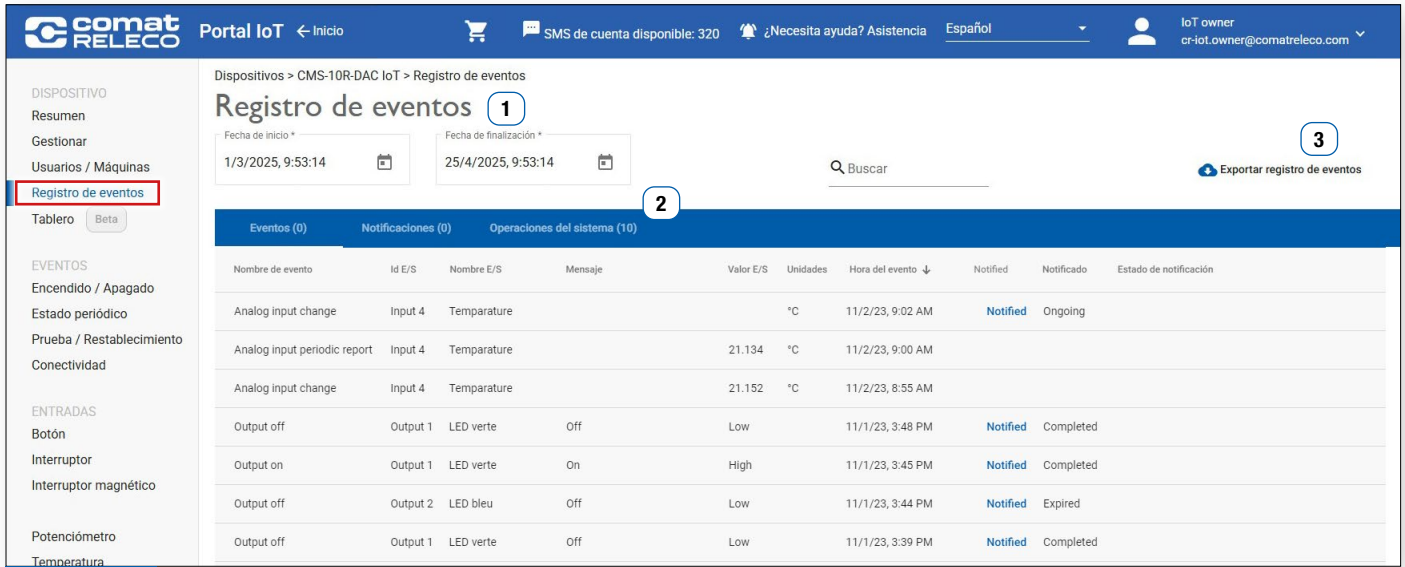 comat RELECO Portal IoT ← Inicio SMS de cuenta disponible: 320 ¿Necesita ayuda? Asistencia Español IoT owner
cr-iot.owner@comatreleco.com
DISPOSITIVO
Resumen
Gestionar
Usuarios / Máquinas
Registro de eventos
Tablero Beta
EVENTOS
Encendido / Apagado
Estado periódico
Prueba / Restablecimiento
Conectividad
ENTRADAS
Botón
Interruptor
Interruptor magnético
Potenciómetro
Temperatura
Dispositivos > CMS-10R-DAC IoT > Registro de eventos
Registro de eventos 1
Fecha de inicio * Fecha de finalización *
1/3/2025, 9:53:14 25/4/2025, 9:53:14 Buscar
3
Exportar registro de eventos
2
Eventos (0) Notificaciones (0) Operaciones del sistema (10)
Nombre de evento Id E/S Nombre E/S Mensaje Valor E/S Unidades Hora del evento ↓ Notified Notificado Estado de notificación
Analog input change Input 4 Temparature °C 11/2/23, 9:02 AM Notified Ongoing
Analog input periodic report Input 4 Temparature 21.134 °C 11/2/23, 9:00 AM
Analog input change Input 4 Temparature 21.152 °C 11/2/23, 8:55 AM
Output off Output 1 LED verte Off Low 11/1/23, 3:48 PM Notified Completed
Output on Output 1 LED verte On High 11/1/23, 3:45 PM Notified Completed
Output off Output 2 LED bleu Off Low 11/1/23, 3:44 PM Notified Expired
Output off Output 1 LED verte Off Low 11/1/23, 3:39 PM Notified Completed